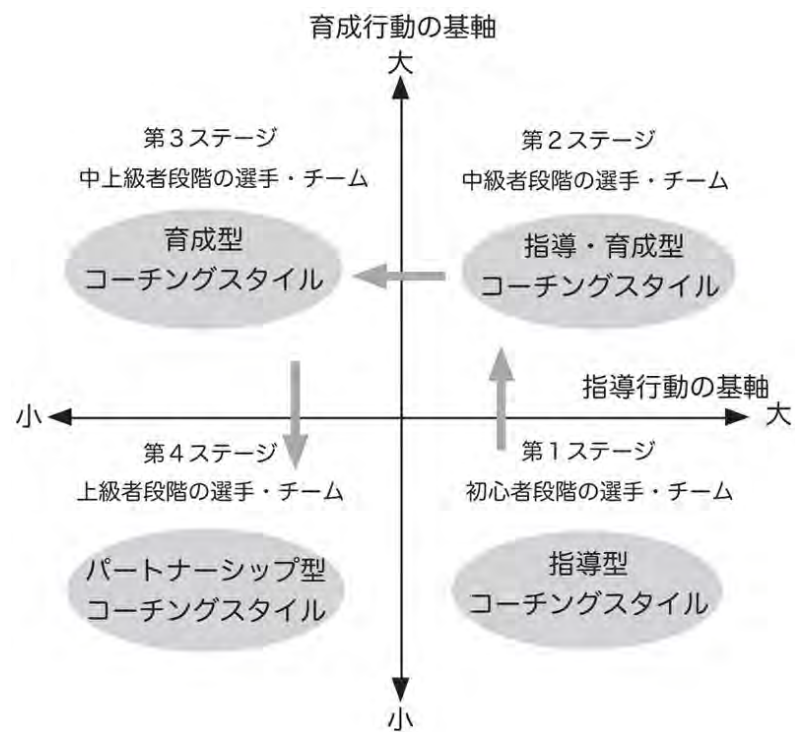 育成行動の基軸
大
第3ステージ
中上級者段階の選手・チーム
育成型
コーチングスタイル
第2ステージ
中級者段階の選手・チーム
指導・育成型
コーチングスタイル
指導行動の基軸
小
大
第4ステージ
上級者段階の選手・チーム
パートナーシップ型
コーチングスタイル
第1ステージ
初心者段階の選手・チーム
指導型
コーチングスタイル
小